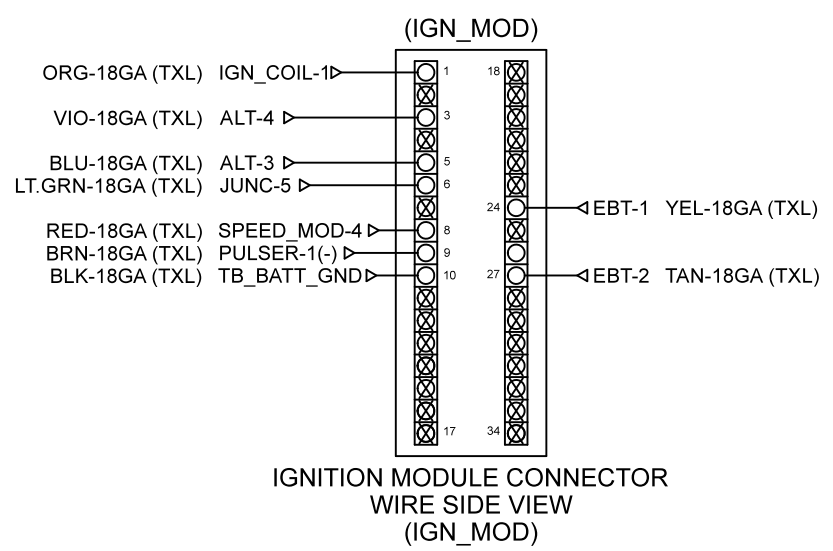 (IGN_MOD)
ORG-18GA (TXL) IGN_COIL-1 1 18
VIO-18GA (TXL) ALT-4 3
BLU-18GA (TXL) ALT-3 5
LT.GRN-18GA (TXL) JUNC-5 6
24 EBT-1 YEL-18GA (TXL)
RED-18GA (TXL) SPEED_MOD-4 8
BRN-18GA (TXL) PULSER-1(-) 9
BLK-18GA (TXL) TB_BATT_GND 10 27 EBT-2 TAN-18GA (TXL)
17 34
IGNITION MODULE CONNECTOR
WIRE SIDE VIEW
(IGN_MOD)